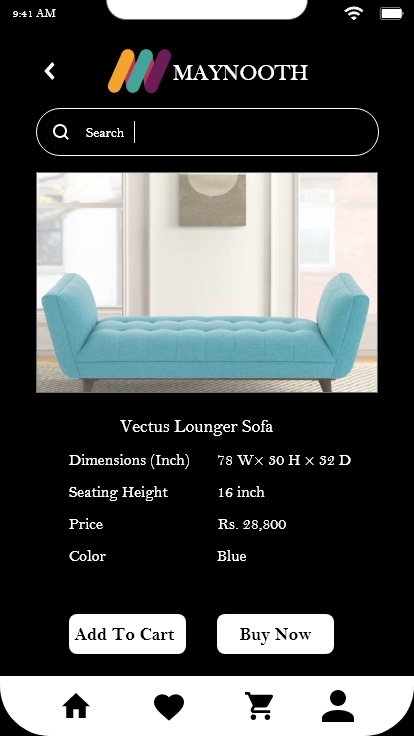 9:41 AM
MAYNOOTH
Search
Vectus Lounger Sofa
Dimensions (Inch) 78 W× 30 H × 32 D
Seating Height 16 inch
Price Rs. 28,800
Color Blue
Add To Cart Buy Now